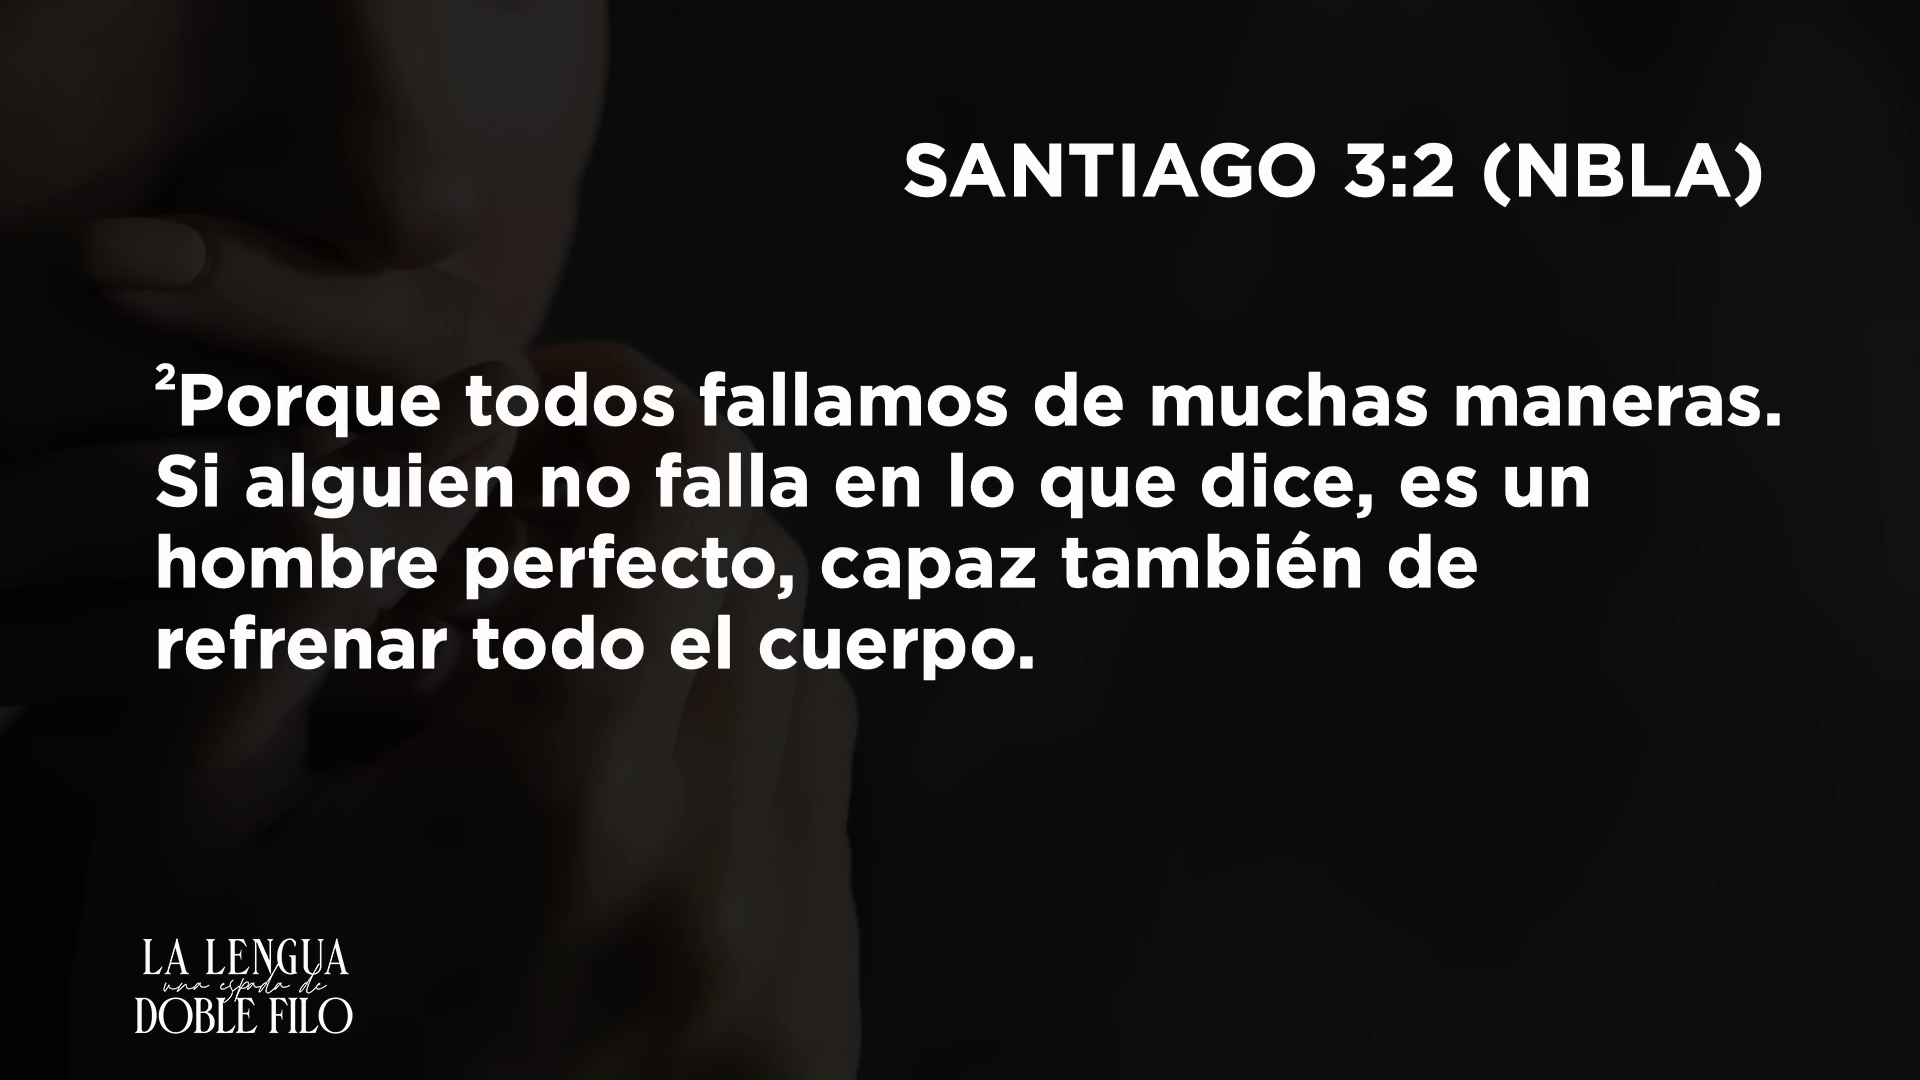 SANTIAGO 3:2 (NBLA)
²Porque todos fallamos de muchas maneras.
Si alguien no falla en lo que dice, es un
hombre perfecto, capaz también de
refrenar todo el cuerpo.
LA LENGUA
una espada de
DOBLE FILO